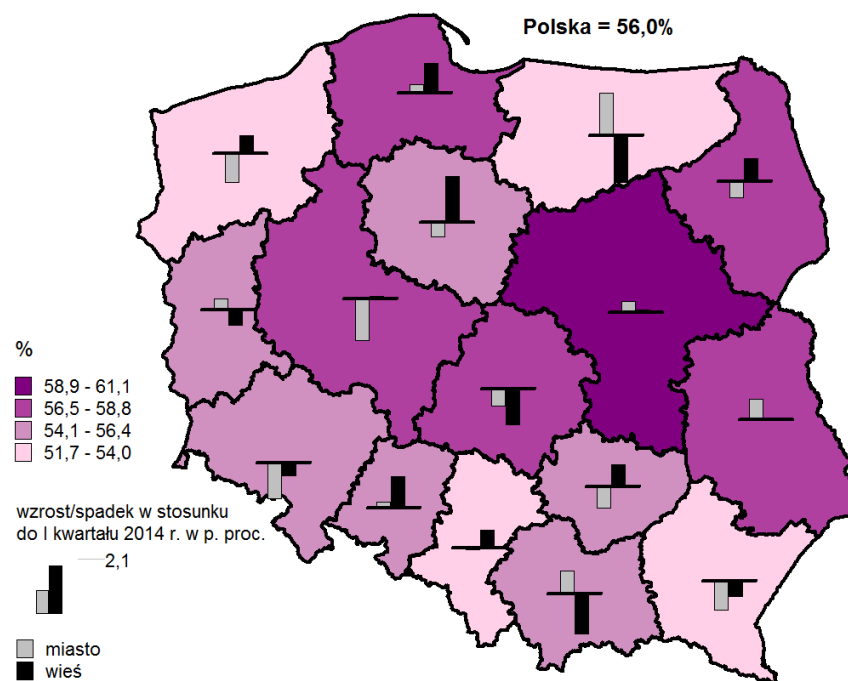 Polska = 56,0%
%
58,9 - 61,1
56,5 - 58,8
54,1 - 56,4
51,7 - 54,0
wzrost/spadek w stosunku
do I kwartału 2014 r. w p. proc.
2,1
miasto
wieś